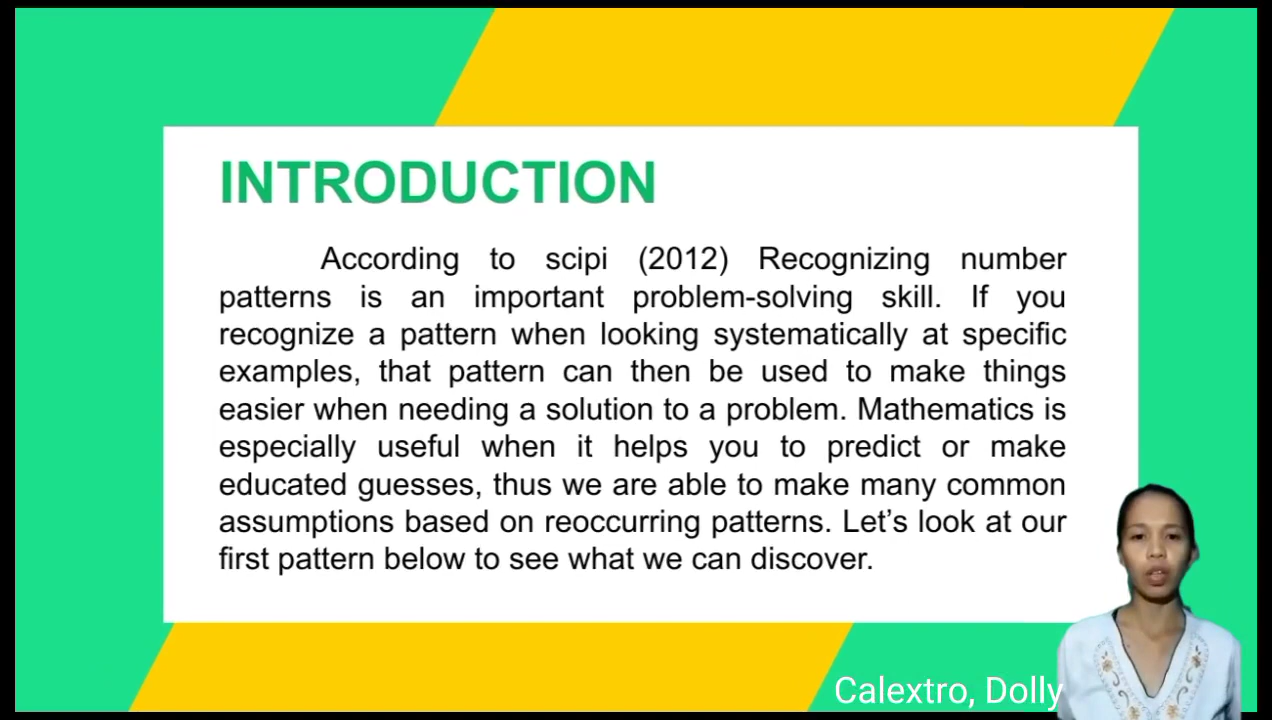 INTRODUCTION
According to scipi (2012) Recognizing number
patterns is an important problem-solving skill. If you
recognize a pattern when looking systematically at specific
examples, that pattern can then be used to make things
easier when needing a solution to a problem. Mathematics is
especially useful when it helps you to predict or make
educated guesses, thus we are able to make many common
assumptions based on reoccurring patterns. Let’s look at our
first pattern below to see what we can discover.
Calextro, Dolly